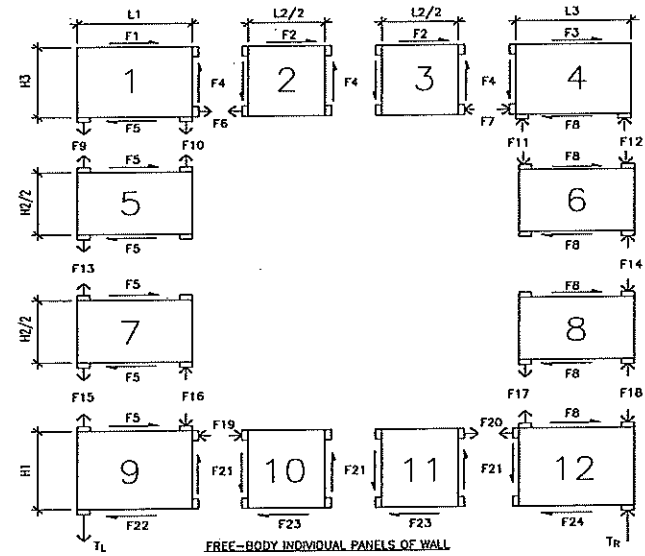 L1 L2/2 L2/2 L3
F1 F2 F2 F3
H3 1 F4 2 F4 3 F4 4
F5 F6 F7 F8
F9 F10 F11 F12
F5 F8
H2/2 5 6
F5 F8
F13 F14
F5 F8
H2/2 7 8
F5 F8
F15 F16 F17 F18
F5 F19 F20 F8
H1 9 F21 10 F21 11 F21 12
F22 F23 F23 F24
TL TR
FREE-BODY INDIVIDUAL PANELS OF WALL